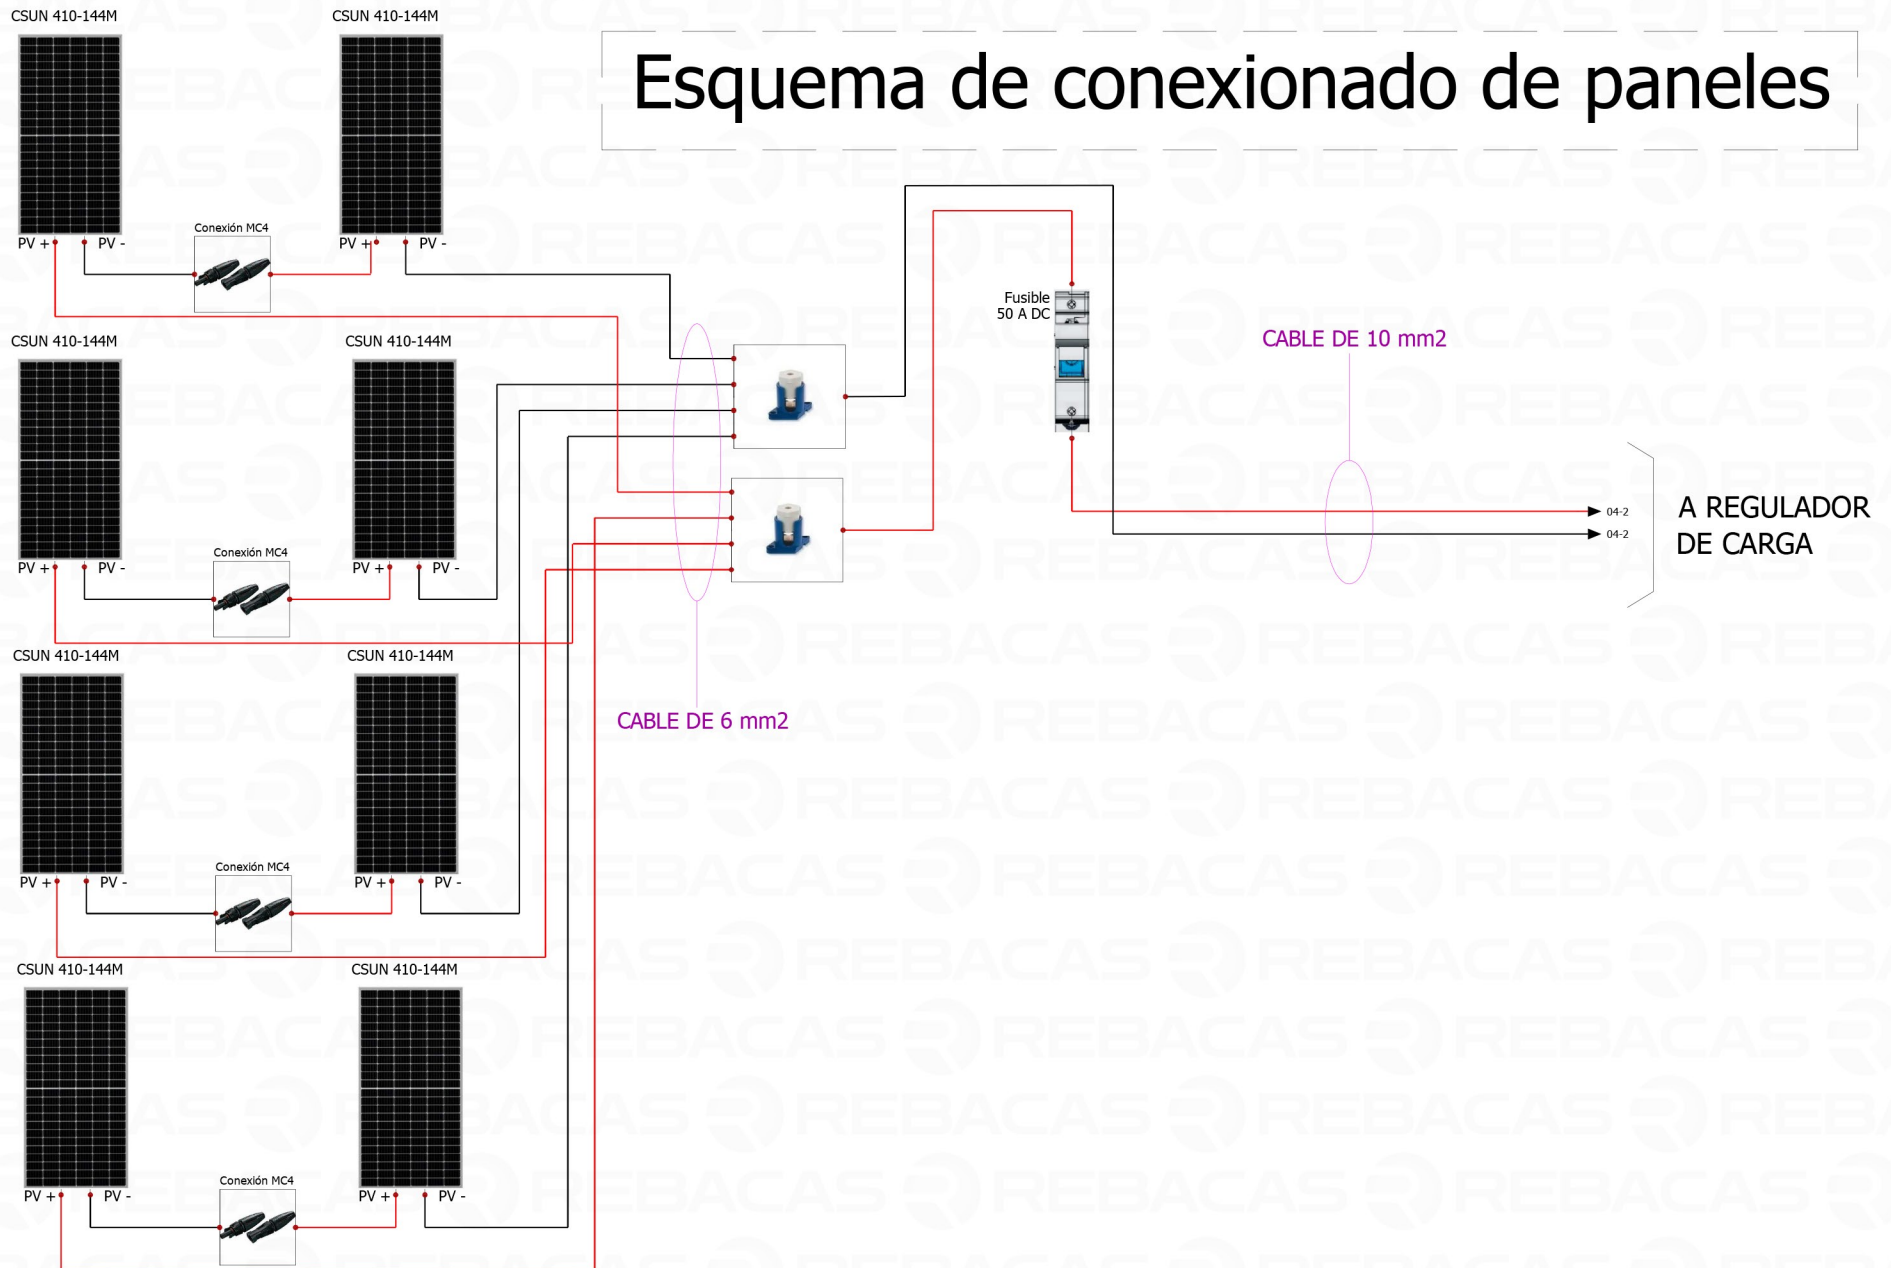 CSUN 410-144M
CSUN 410-144M
Esquema de conexionado de paneles
PV +
PV -
Conexión MC4
PV +
PV -
Fusible
50 A DC
CABLE DE 10 mm2
CSUN 410-144M
CSUN 410-144M
A REGULADOR
DE CARGA
04-2
04-2
PV +
PV -
Conexión MC4
PV +
PV -
CSUN 410-144M
CSUN 410-144M
CABLE DE 6 mm2
PV +
PV -
Conexión MC4
PV +
PV -
CSUN 410-144M
CSUN 410-144M
PV +
PV -
Conexión MC4
PV +
PV -
REBACAS